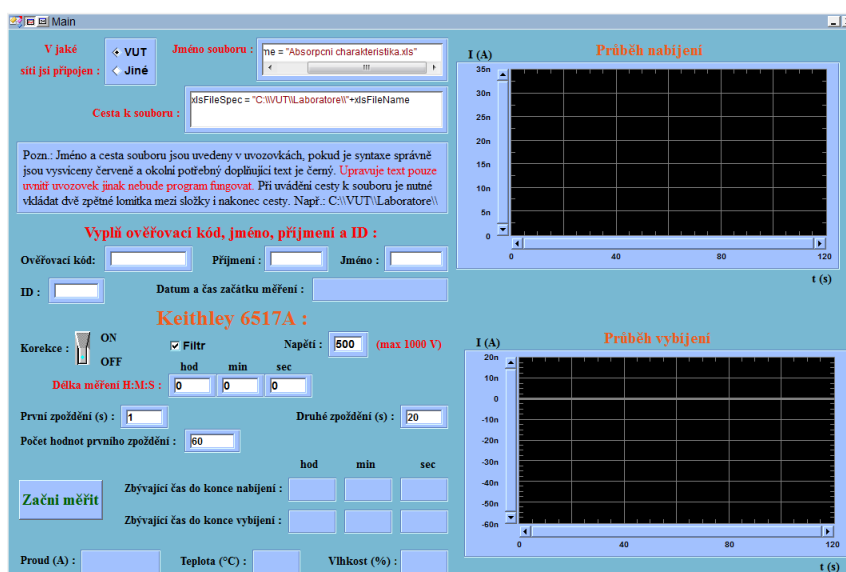 Main
V jaké
síti jsi připojen :
VUT
Jiné
Jméno souboru :
me = "Absorpcni charakteristika.xls"
Cesta k souboru :
xlsFileSpec = "C:\\VUT\\Laboratore\\"+xlsFileName
Pozn.: Jméno a cesta souboru jsou uvedeny v uvozovkách, pokud je syntaxe správně
jsou vysviceny červeně a okolní potřebný doplňující text je černý. Upravuje text pouze
uvnitř uvozovek jinak nebude program fungovat. Při uvádění cesty k souboru je nutné
vkládat dvě zpětné lomítka mezi složky i nakonec cesty. Např.: C:\\VUT\\Laboratore\\
Vyplň ověřovací kód, jméno, příjmení a ID :
Ověřovací kód:
Příjmení :
Jméno :
ID :
Datum a čas začátku měření :
Keithley 6517A :
Korekce :
ON
OFF
Filtr
Napětí :
500
(max 1000 V)
hod min sec
Délka měření H:M:S :
0 0 0
První zpoždění (s) :
1
Druhé zpoždění (s) :
20
Počet hodnot prvního zpoždění :
60
hod min sec
Začni měřit
Zbývající čas do konce nabíjení :
Zbývající čas do konce vybíjení :
Proud (A) :
Teplota (°C) :
Vlhkost (%) :
I (A)
Průběh nabíjení
35n
30n
25n
20n
15n
10n
5n
0
0 40 80 120
t (s)
I (A)
Průběh vybíjení
20n
10n
0
-10n
-20n
-30n
-40n
-50n
-60n
0 40 80 120
t (s)